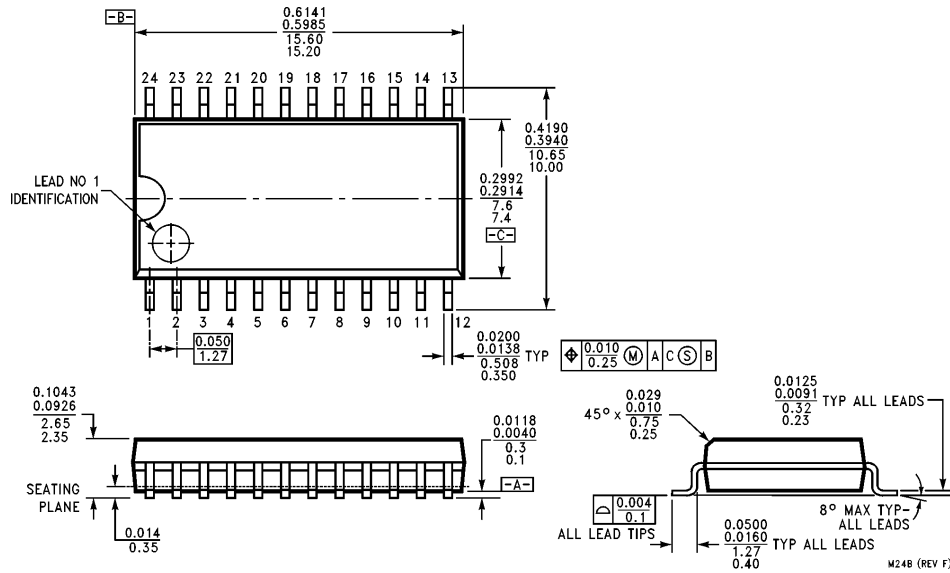 -B-
0.6141
0.5985
15.60
15.20
24 23 22 21 20 19 18 17 16 15 14 13
LEAD NO 1
IDENTIFICATION
0.2992
0.2914
7.6
7.4
-C-
0.4190
0.3940
10.65
10.00
1 2 3 4 5 6 7 8 9 10 11 12
0.050
1.27
0.0200
0.0138
0.508
0.350
TYP
⌖ 0.010
0.25 Ⓜ A C Ⓢ B
0.1043
0.0926
2.65
2.35
SEATING
PLANE
0.014
0.35
0.0118
0.0040
0.3
0.1
-A-
45° x
0.029
0.010
0.75
0.25
0.0125
0.0091
0.32
0.23
TYP ALL LEADS
0.004
0.1
ALL LEAD TIPS
0.0500
0.0160
1.27
0.40
TYP ALL LEADS
8° MAX TYP-
ALL LEADS
M24B (REV F)